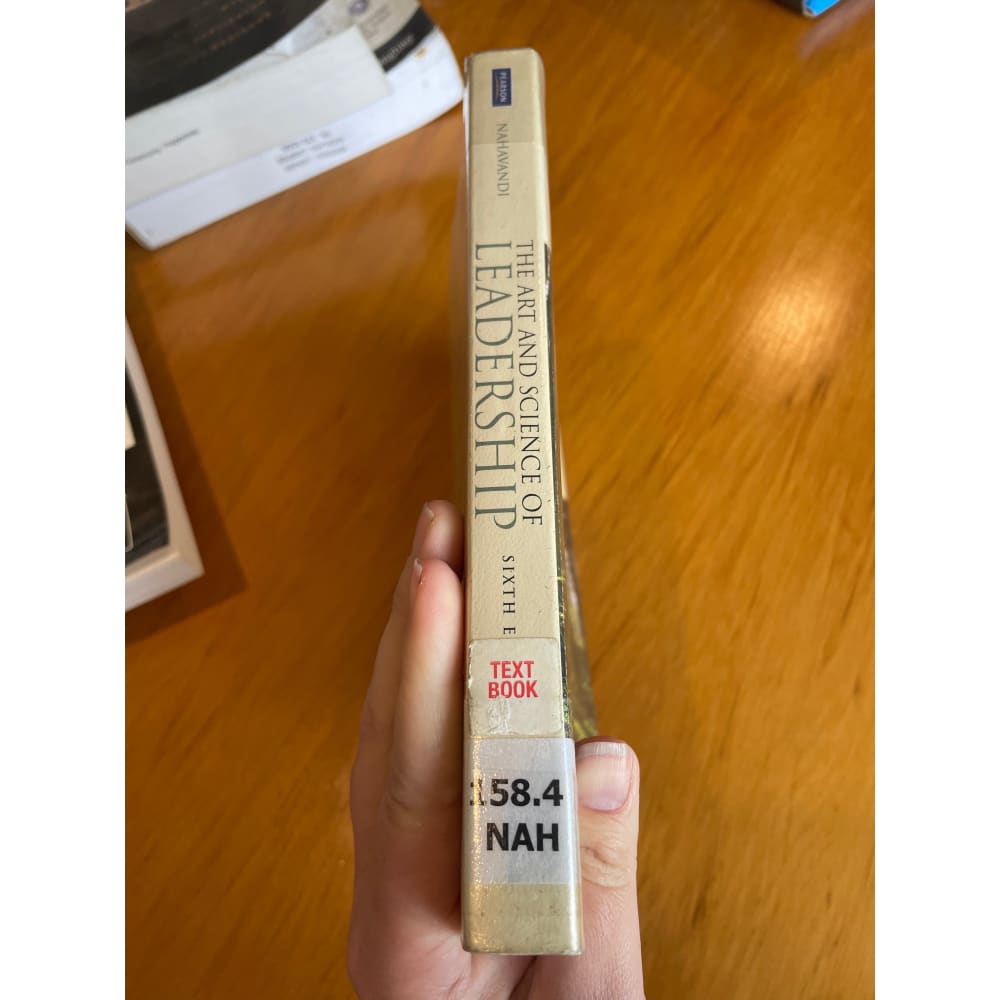 PEARSON
NAHAVANDI
THE ART AND SCIENCE OF
LEADERSHIP
SIXTH E
TEXT
BOOK
158.4
NAH